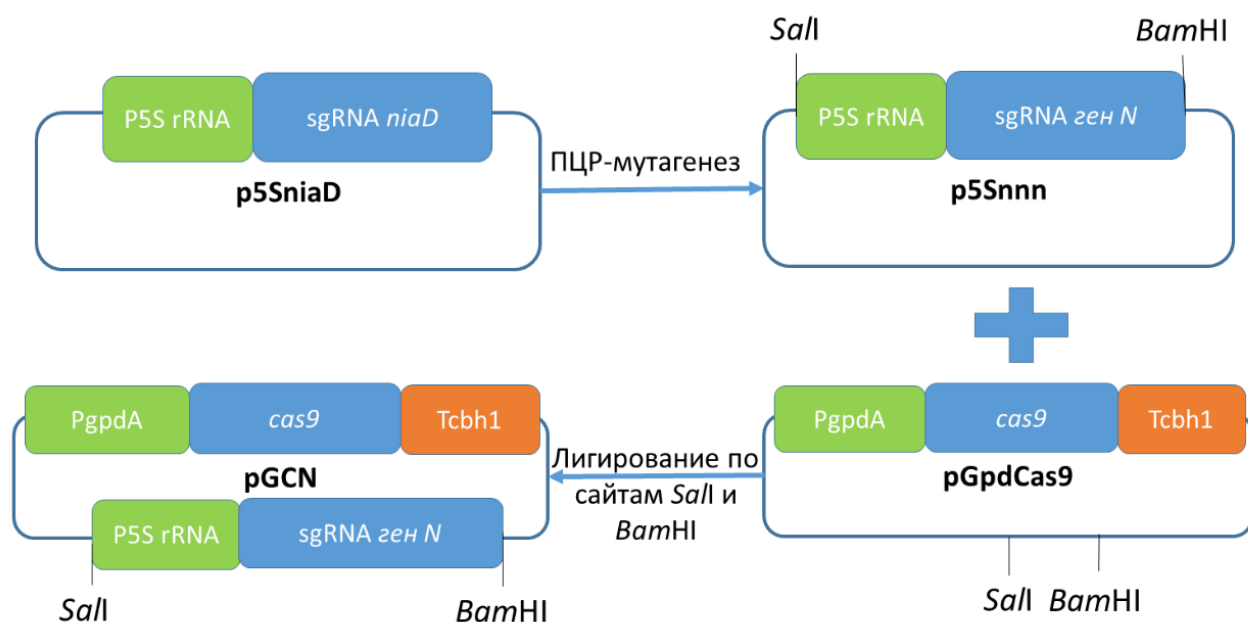 SalI
BamHI
P5S rRNA
sgRNA niaD
P5S rRNA
sgRNA ген N
ПЦР-мутагенез
p5SniaD
p5Snnn
PgpdA
cas9
Tcbh1
PgpdA
cas9
Tcbh1
pGCN
Лигирование по
сайтам SalI и
BamHI
pGpdCas9
P5S rRNA
sgRNA ген N
SalI
BamHI
SalI
BamHI